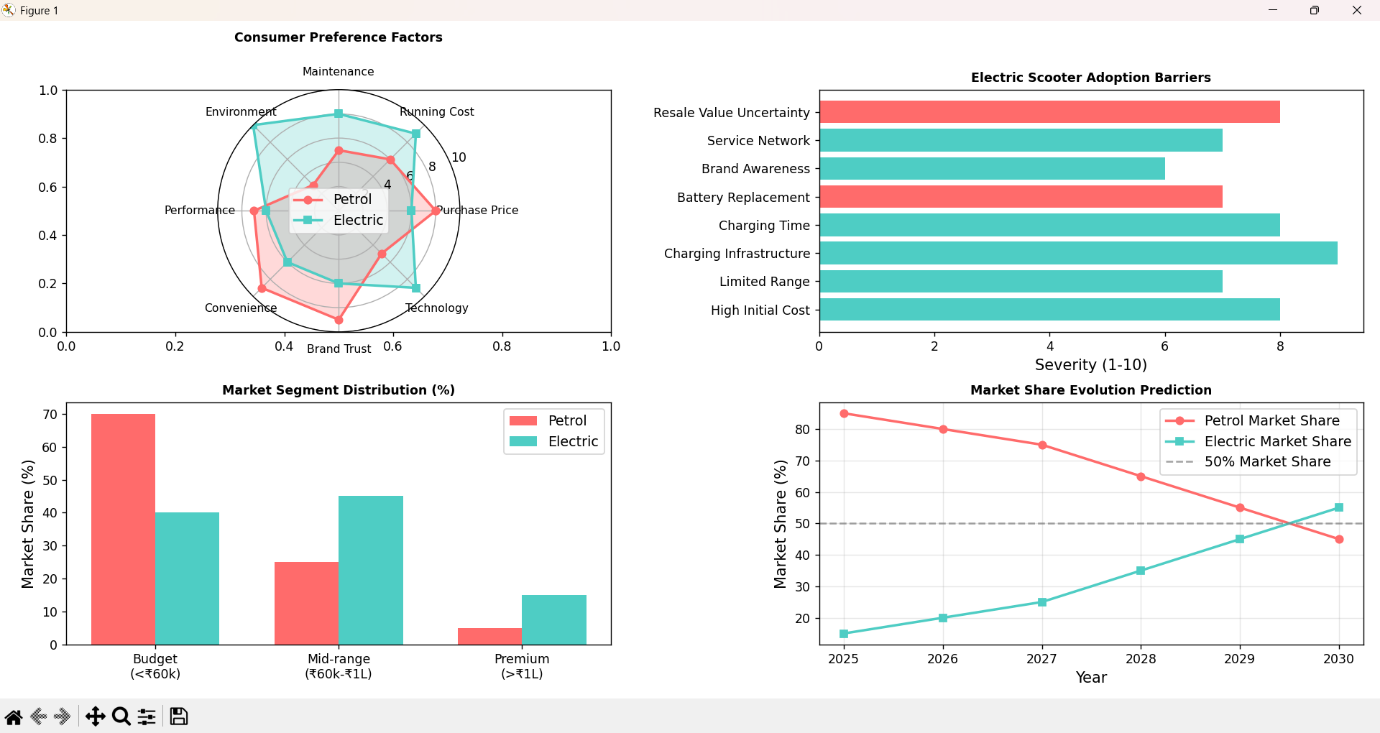 Figure 1
Consumer Preference Factors
Maintenance
Environment
Running Cost
Performance
Purchase Price
Convenience
Technology
Brand Trust
4
6
8
10
Petrol
Electric
1.0
0.8
0.6
0.4
0.2
0.0
0.0 0.2 0.4 0.6 0.8 1.0
Electric Scooter Adoption Barriers
Resale Value Uncertainty
Service Network
Brand Awareness
Battery Replacement
Charging Time
Charging Infrastructure
Limited Range
High Initial Cost
0 2 4 6 8
Severity (1-10)
Market Segment Distribution (%)
Market Share (%)
70
60
50
40
30
20
10
0
Petrol
Electric
Budget
(<₹60k)
Mid-range
(₹60k-₹1L)
Premium
(>₹1L)
Market Share Evolution Prediction
Market Share (%)
80
70
60
50
40
30
20
Petrol Market Share
Electric Market Share
50% Market Share
2025 2026 2027 2028 2029 2030
Year